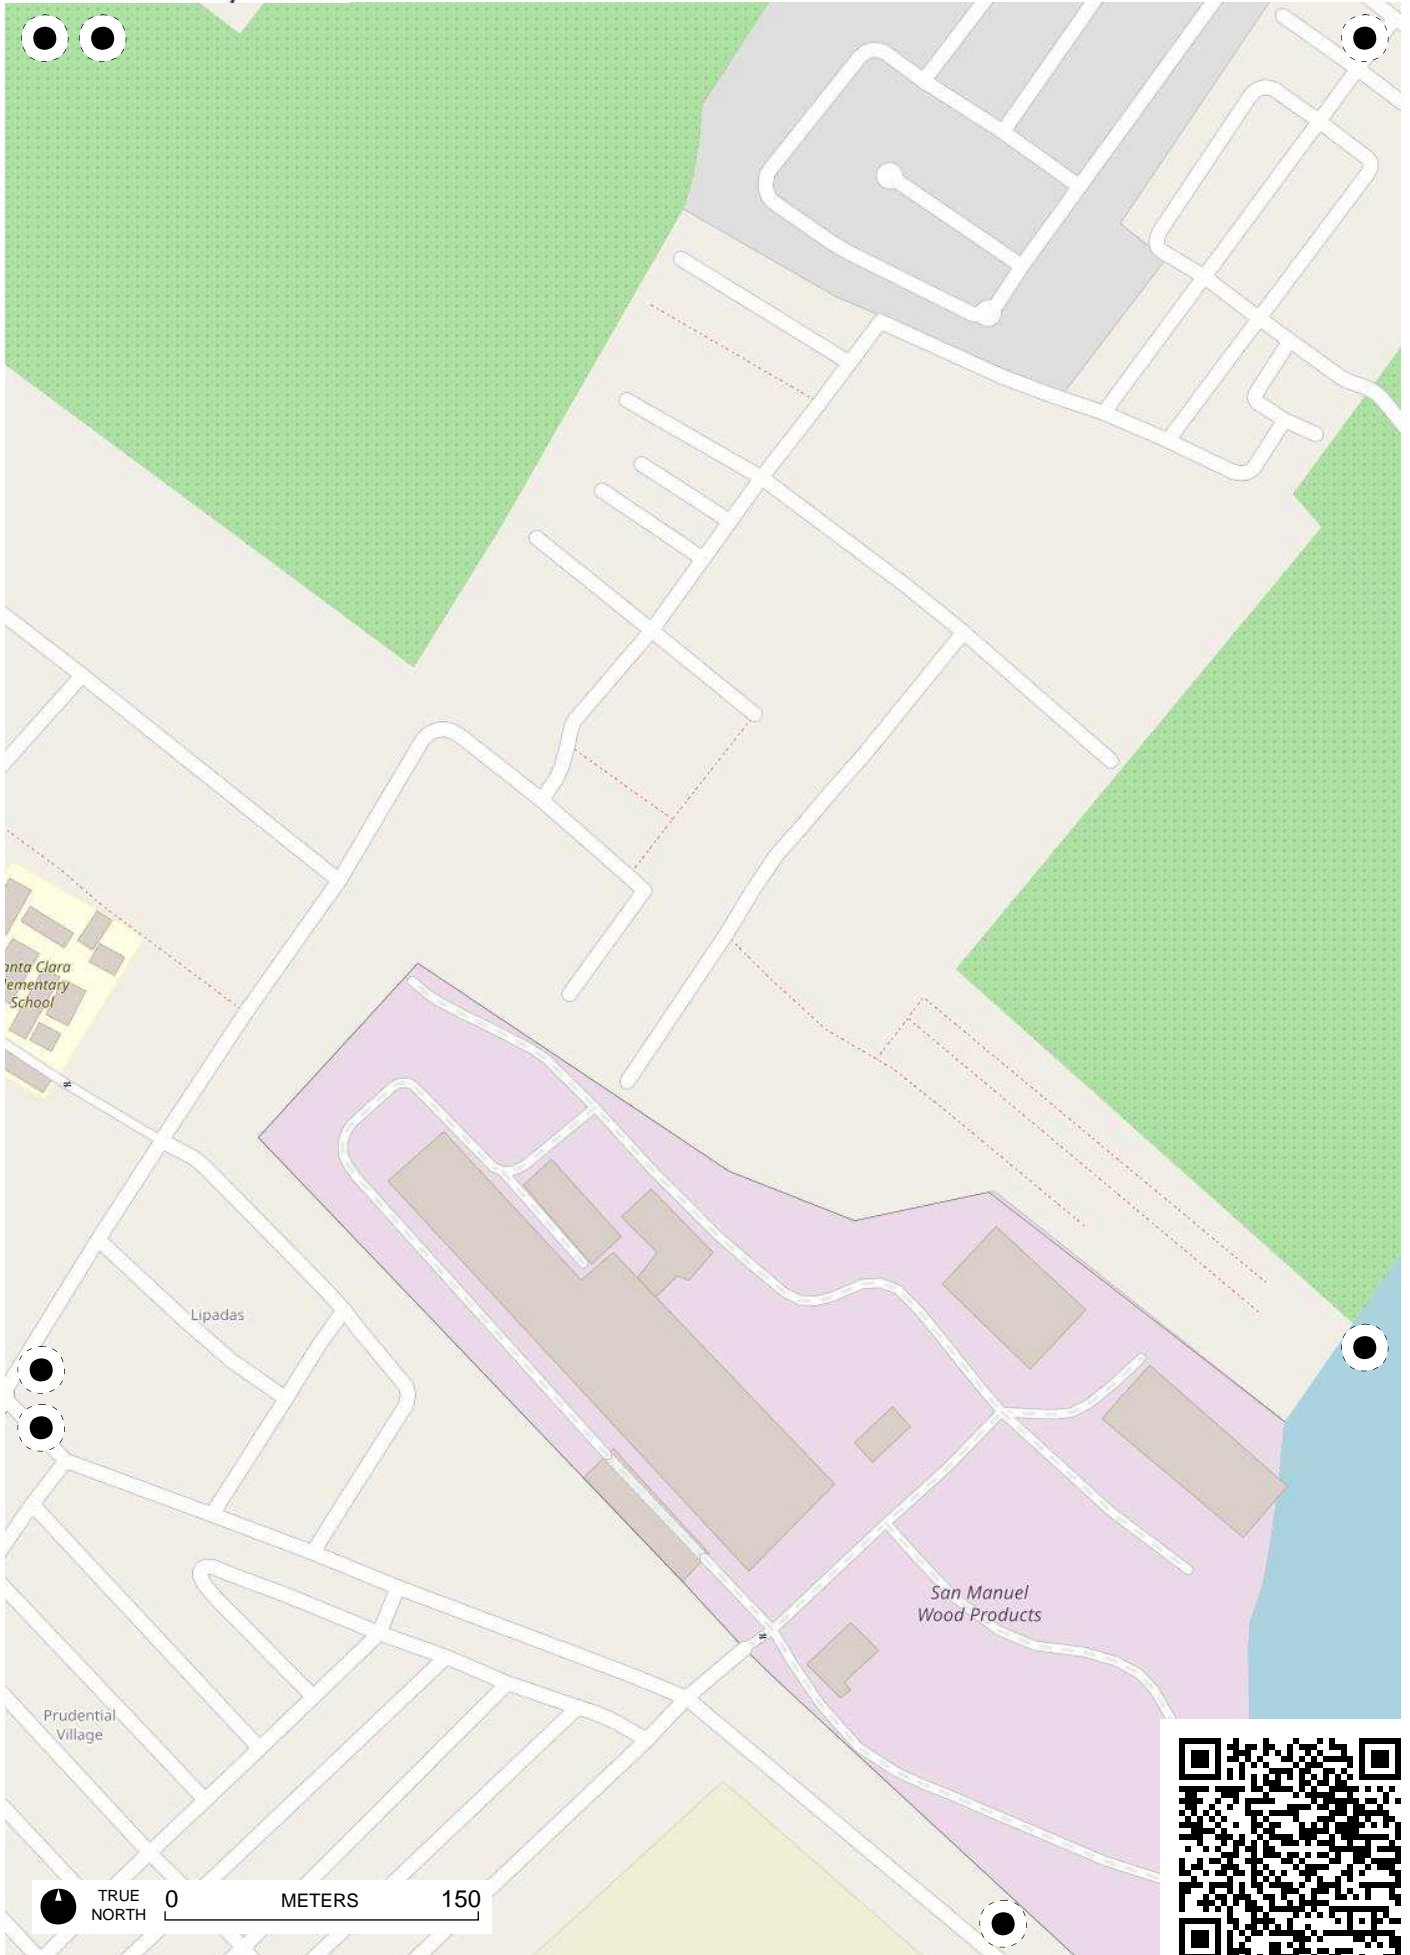 anta Clara
lementary
School
Lipadas
San Manuel
Wood Products
Prudential
Village
TRUE
NORTH
0 METERS 150